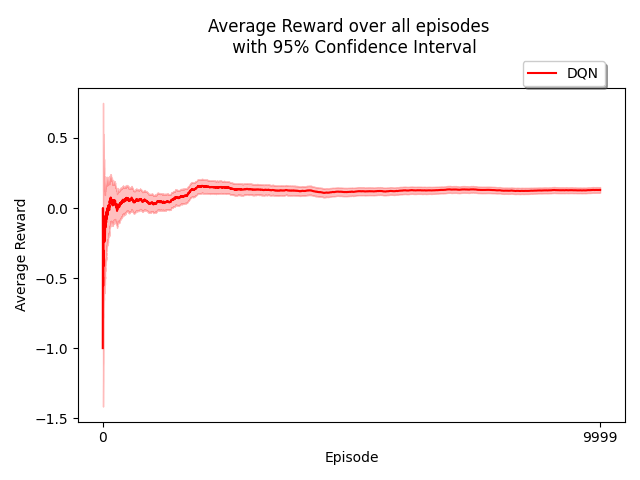 Average Reward over all episodes
with 95% Confidence Interval
DQN
0.5
0.0
−0.5
−1.0
−1.5
Average Reward
0
9999
Episode